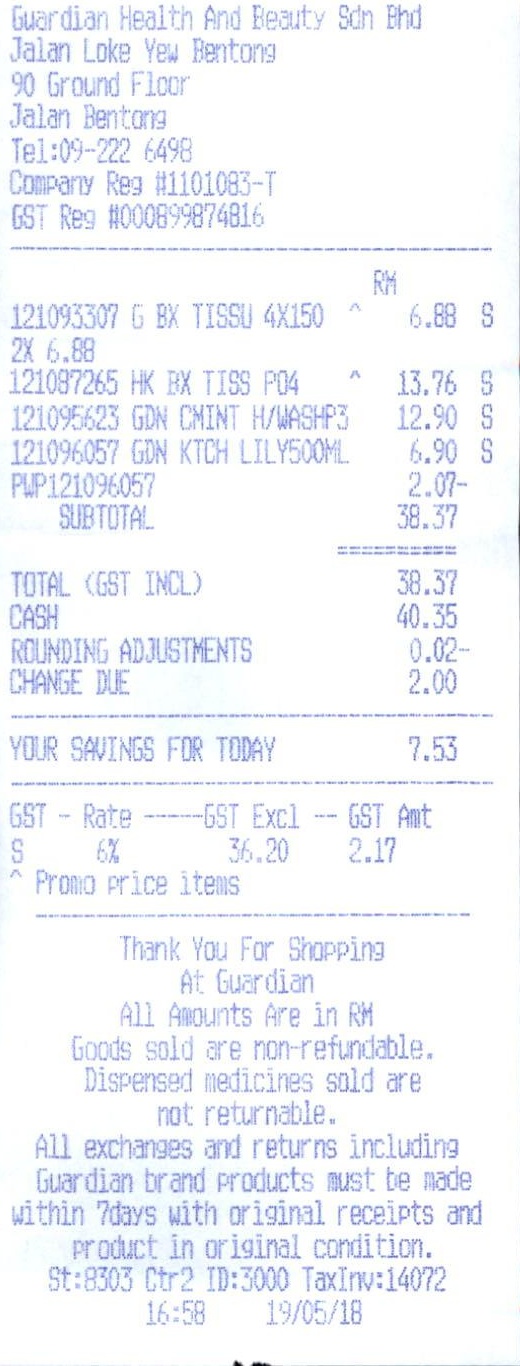 Guardian Health And Beauty Sdn Bhd
Jalan Loke Yew Bentong
90 Ground Floor
Jalan Bentong
Tel:09-222 6498
Company Reg #1101083-T
GST Reg #000899874816
RM
121093307 G BX TISSU 4X150 ^ 6.88 S
2X 6.88
121087265 HK BX TISS PO4 ^ 13.76 S
121095623 GDN CMINT H/WASHP3 12.90 S
121096057 GDN KTCH LILY500ML 6.90 S
PWP121096057 2.07-
SUBTOTAL 38.37
TOTAL (GST INCL) 38.37
CASH 40.35
ROUNDING ADJUSTMENTS 0.02-
CHANGE DUE 2.00
YOUR SAVINGS FOR TODAY 7.53
GST - Rate -----GST Excl -- GST Amt
S 6% 36.20 2.17
^ Promo price items
Thank You For Shopping
At Guardian
All Amounts Are in RM
Goods sold are non-refundable.
Dispensed medicines sold are
not returnable.
All exchanges and returns including
Guardian brand products must be made
within 7days with original receipts and
product in original condition.
St:8303 Ctr2 ID:3000 TaxInv:14072
16:58 19/05/18